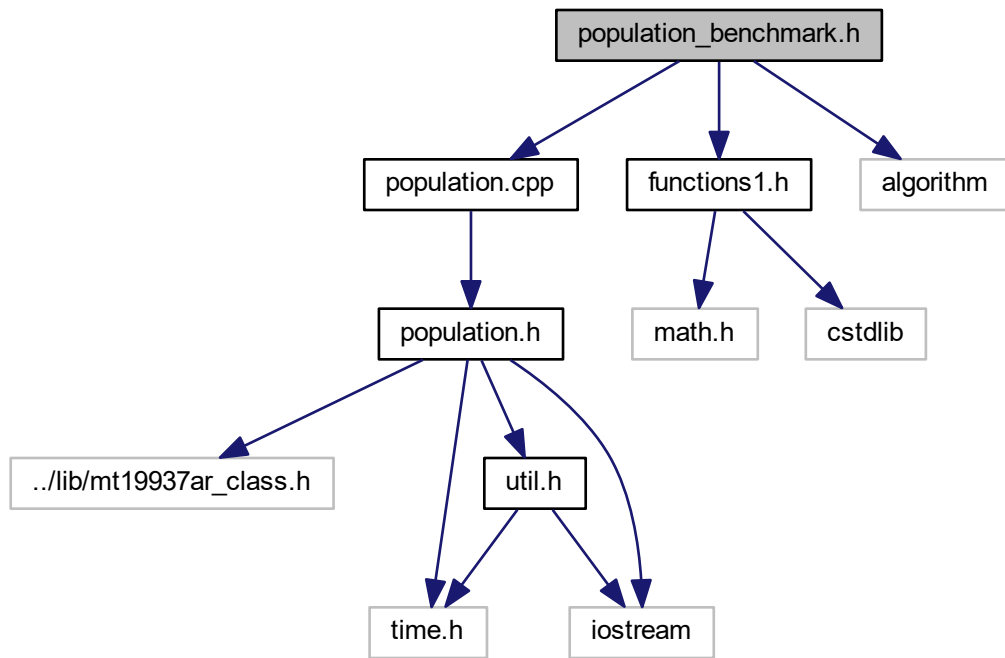 population_benchmark.h
population.cpp
functions1.h
algorithm
population.h
math.h
cstdlib
../lib/mt19937ar_class.h
util.h
time.h
iostream